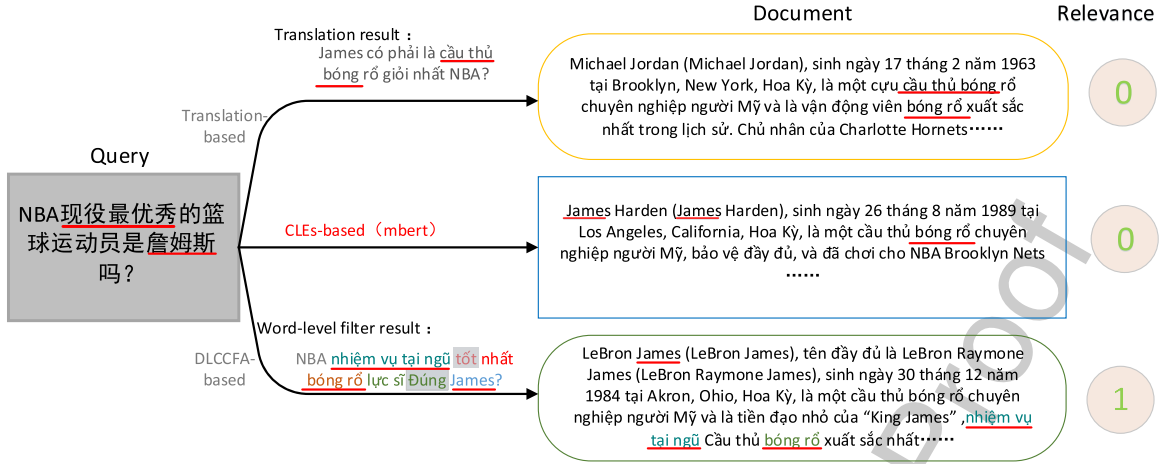 Document
Relevance
Translation result：
James có phải là cầu thủ
bóng rổ giỏi nhất NBA?
Michael Jordan (Michael Jordan), sinh ngày 17 tháng 2 năm 1963
tại Brooklyn, New York, Hoa Kỳ, là một cựu cầu thủ bóng rổ
chuyên nghiệp người Mỹ và là vận động viên bóng rổ xuất sắc
nhất trong lịch sử. Chủ nhân của Charlotte Hornets……
0
Translation-
based
Query
NBA现役最优秀的篮
球运动员是詹姆斯
吗？
CLEs-based（mbert）
James Harden (James Harden), sinh ngày 26 tháng 8 năm 1989 tại
Los Angeles, California, Hoa Kỳ, là một cầu thủ bóng rổ chuyên
nghiệp người Mỹ, bảo vệ đầy đủ, và đã chơi cho NBA Brooklyn Nets
……
0
Word-level filter result：
DLCCFA-
based
NBA nhiệm vụ tại ngũ tốt nhất
bóng rổ lực sĩ Đúng James?
LeBron James (LeBron James), tên đầy đủ là LeBron Raymone
James (LeBron Raymone James), sinh ngày 30 tháng 12 năm
1984 tại Akron, Ohio, Hoa Kỳ, là một cầu thủ bóng rổ chuyên
nghiệp người Mỹ và là tiền đạo nhỏ của “King James” ,nhiệm vụ
tại ngũ Cầu thủ bóng rổ xuất sắc nhất……
1
Proof